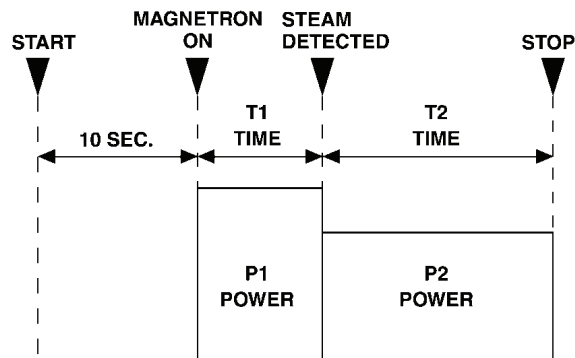 START
MAGNETRON
ON
STEAM
DETECTED
STOP
10 SEC.
T1
TIME
T2
TIME
P1
POWER
P2
POWER